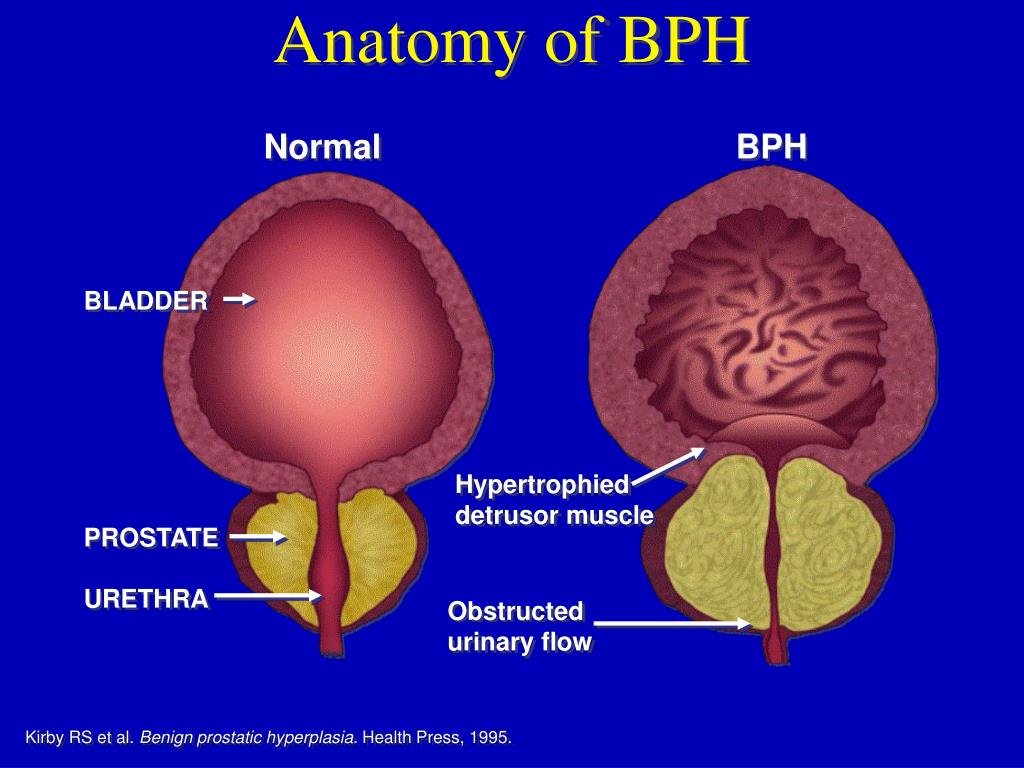 Anatomy of BPH
Normal
BPH
BLADDER
Hypertrophied
detrusor muscle
PROSTATE
URETHRA
Obstructed
urinary flow
Kirby RS et al. Benign prostatic hyperplasia. Health Press, 1995.